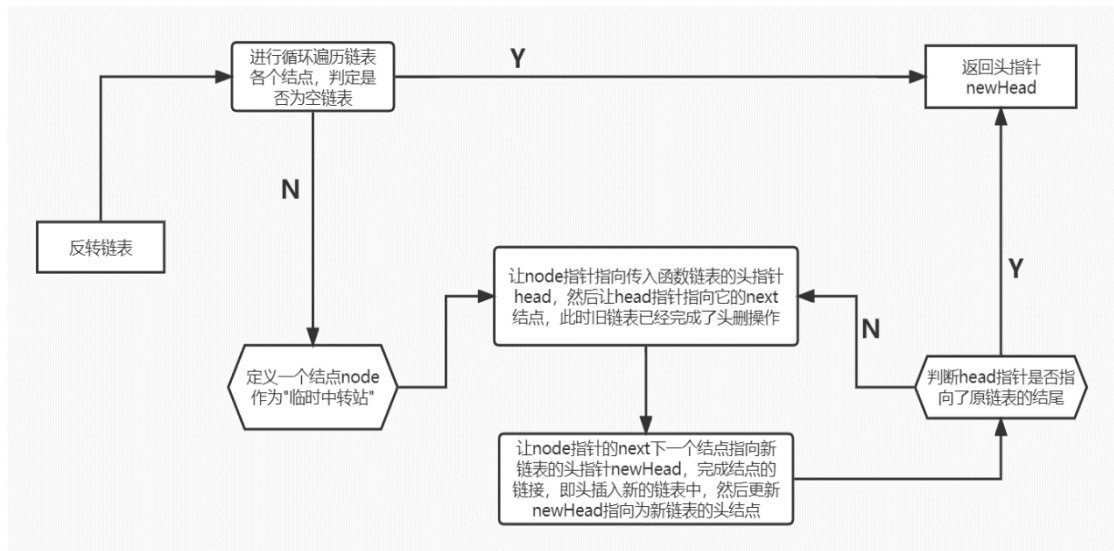 进行循环遍历链表
各个结点，判定是
否为空链表
Y
返回头指针
newHead
N
反转链表
让node指针指向传入函数链表的头指针
head，然后让head指针指向它的next
结点，此时旧链表已经完成了头删操作
Y
N
定义一个结点node
作为"临时中转站"
判断head指针是否指
向了原链表的结尾
让node指针的next下一个结点指向新
链表的头指针newHead，完成结点的
链接，即头插入新的链表中，然后更新
newHead指向为新链表的头结点